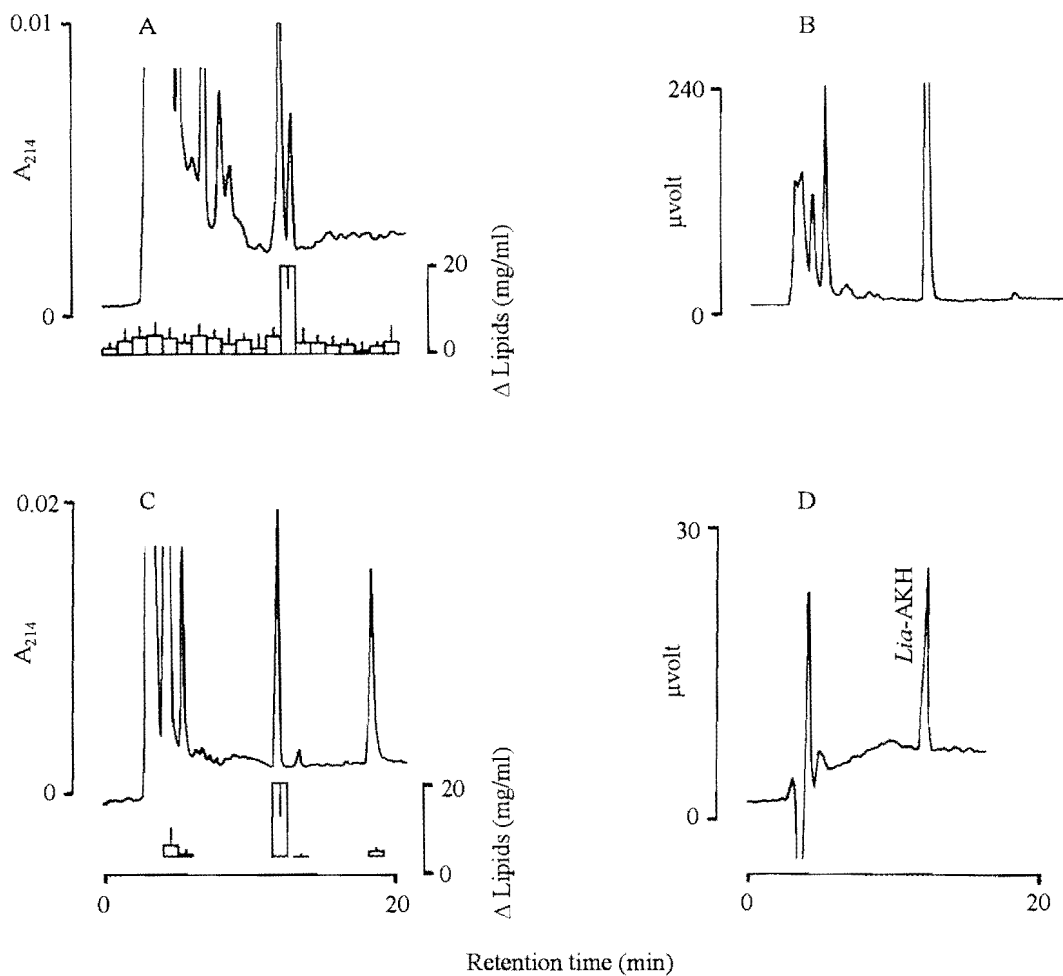 A
B
0.01
A₂₁₄
0
20
Δ Lipids (mg/ml)
0
240
μvolt
0
C
D
0.02
A₂₁₄
0
20
Δ Lipids (mg/ml)
0
0
20
30
μvolt
Lia-AKH
0
0
20
Retention time (min)